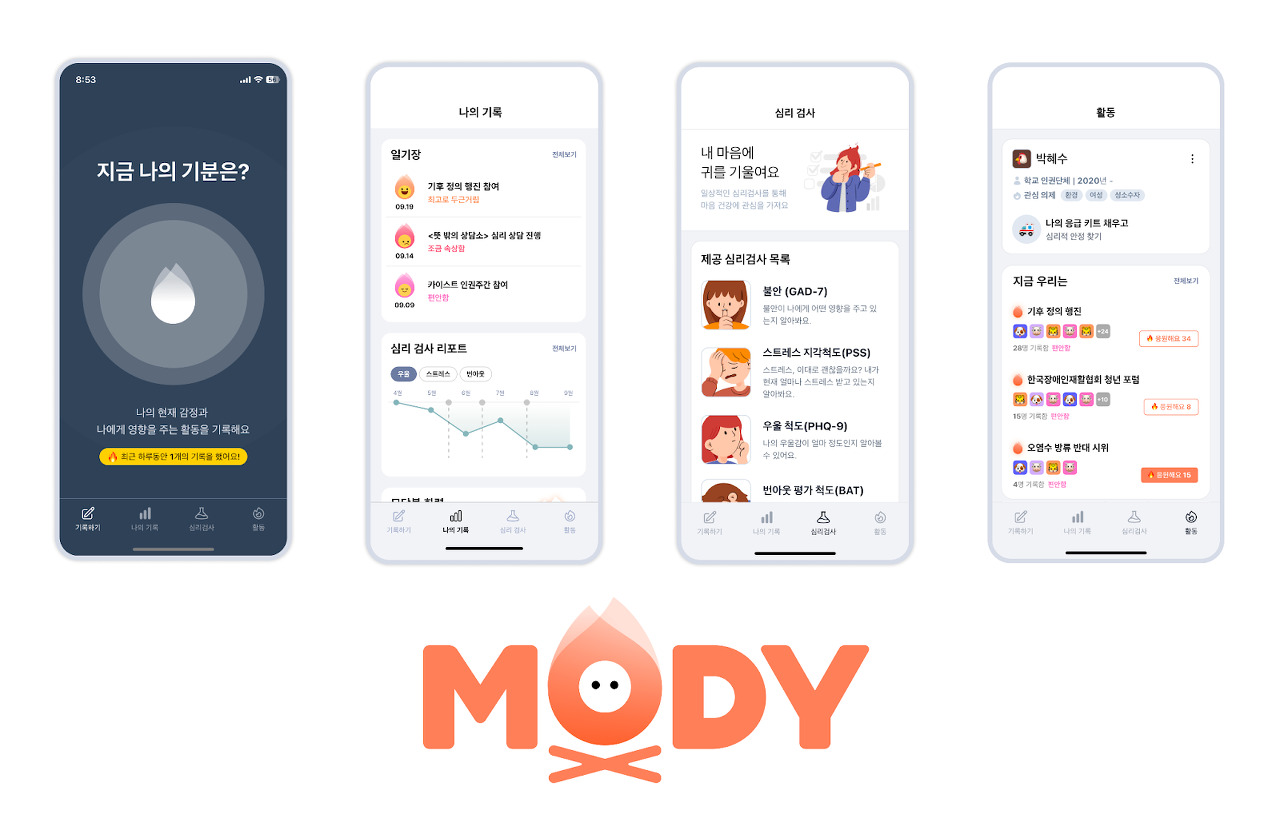 8:53
54
지금 나의 기분은?
나의 현재 감정과
나에게 영향을 주는 활동을 기록해요
최근 하루동안 1개의 기록을 했어요!
기록하기
나의 기록
심리검사
활동
나의 기록
일기장
전체보기
기후 정의 행진 참여
최고로 두근거림
09.19
<뜻 밖의 상담소> 심리 상담 진행
조금 속상함
09.14
카이스트 인권주간 참여
편안함
09.09
심리 검사 리포트
전체보기
우울
스트레스
번아웃
4월
5월
6월
7월
8월
9월
기록하기
나의 기록
심리 검사
활동
심리 검사
내 마음에
귀를 기울여요
일상적인 심리검사를 통해
마음 건강에 관심을 가져요
제공 심리검사 목록
불안 (GAD-7)
불안이 나에게 어떤 영향을 주고 있
는지 알아봐요.
스트레스 지각척도(PSS)
스트레스, 이대로 괜찮을까요? 내가
현재 얼마나 스트레스 받고 있는지
알아봐요.
우울 척도(PHQ-9)
나의 우울감이 얼마 정도인지 알아볼
수 있어요.
번아웃 평가 척도(BAT)
기록하기
나의 기록
심리검사
활동
활동
박혜수
학교 인권단체 | 2020년 -
관심 의제
환경
여성
성소수자
나의 응급 키트 채우고
심리적 안정 찾기
지금 우리는
전체보기
기후 정의 행진
+24
28명 기록함 편안함
응원해요 34
한국장애인재활협회 청년 포럼
+10
15명 기록함 편안함
응원해요 8
오염수 방류 반대 시위
4명 기록함 편안함
응원해요 15
기록하기
나의 기록
심리검사
활동
MODY